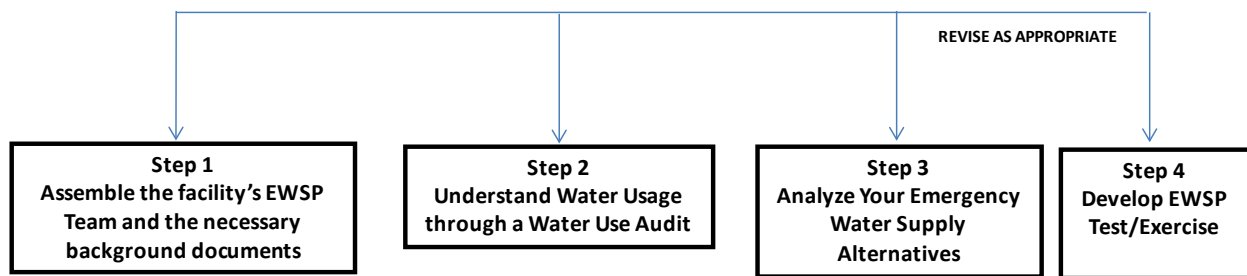 REVISE AS APPROPRIATE
Step 1
Assemble the facility's EWSP
Team and the necessary
background documents
Step 2
Understand Water Usage
through a Water Use Audit
Step 3
Analyze Your Emergency
Water Supply
Alternatives
Step 4
Develop EWSP
Test/Exercise